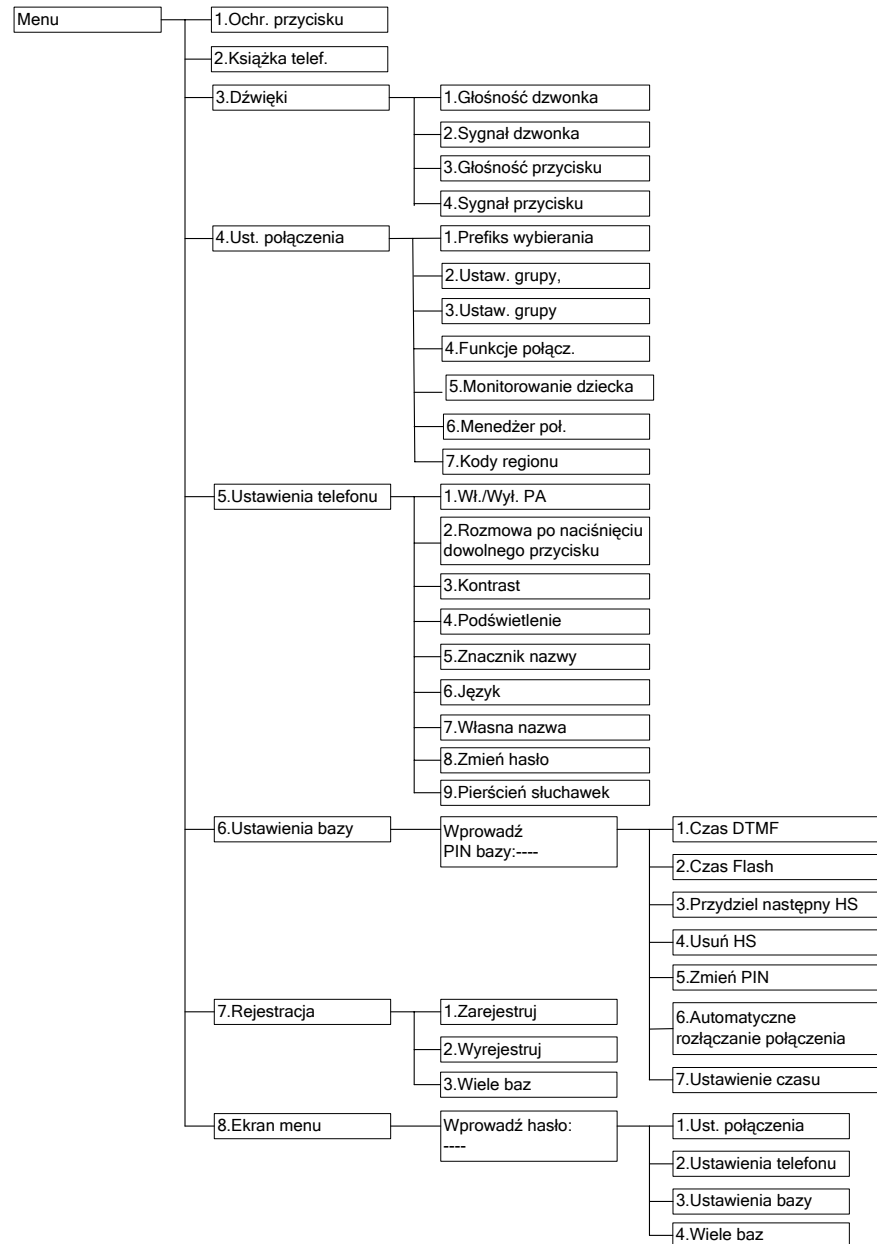 Menu
1.Ochr. przycisku
2.Książka telef.
3.Dźwięki
1.Głośność dzwonka
2.Sygnał dzwonka
3.Głośność przycisku
4.Sygnał przycisku
4.Ust. połączenia
1.Prefiks wybierania
2.Ustaw. grupy,
3.Ustaw. grupy
4.Funkcje połącz.
5.Monitorowanie dziecka
6.Menedżer poł.
7.Kody regionu
5.Ustawienia telefonu
1.Wł./Wył. PA
2.Rozmowa po naciśnięciu
dowolnego przycisku
3.Kontrast
4.Podświetlenie
5.Znacznik nazwy
6.Język
7.Własna nazwa
8.Zmień hasło
9.Pierścień słuchawek
6.Ustawienia bazy
Wprowadź
PIN bazy:----
1.Czas DTMF
2.Czas Flash
3.Przydziel następny HS
4.Usuń HS
5.Zmień PIN
6.Automatyczne
rozłączanie połączenia
7.Ustawienie czasu
7.Rejestracja
1.Zarejestruj
2.Wyrejestruj
3.Wiele baz
8.Ekran menu
Wprowadź hasło:
----
1.Ust. połączenia
2.Ustawienia telefonu
3.Ustawienia bazy
4.Wiele baz